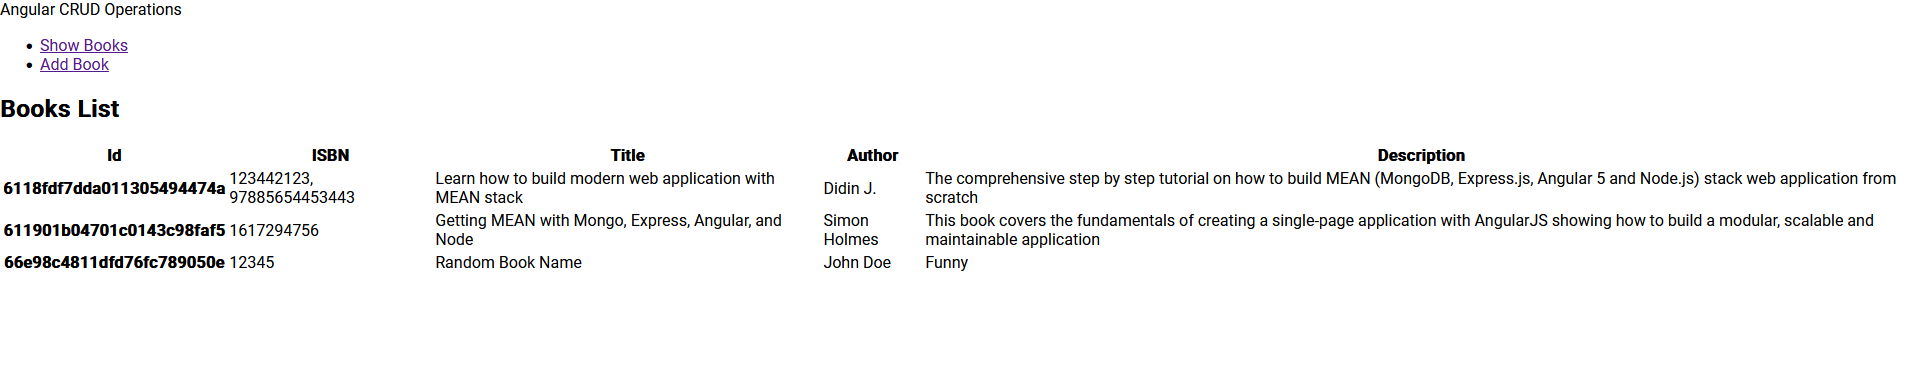 Angular CRUD Operations
Show Books
Add Book
Books List
Id ISBN Title Author Description
6118fdf7dda011305494474a 123442123, 97885654453443 Learn how to build modern web application with MEAN stack Didin J. The comprehensive step by step tutorial on how to build MEAN (MongoDB, Express.js, Angular 5 and Node.js) stack web application from scratch
611901b04701c0143c98faf5 1617294756 Getting MEAN with Mongo, Express, Angular, and Node Simon Holmes This book covers the fundamentals of creating a single-page application with AngularJS showing how to build a modular, scalable and maintainable application
66e98c4811dfd76fc789050e 12345 Random Book Name John Doe Funny